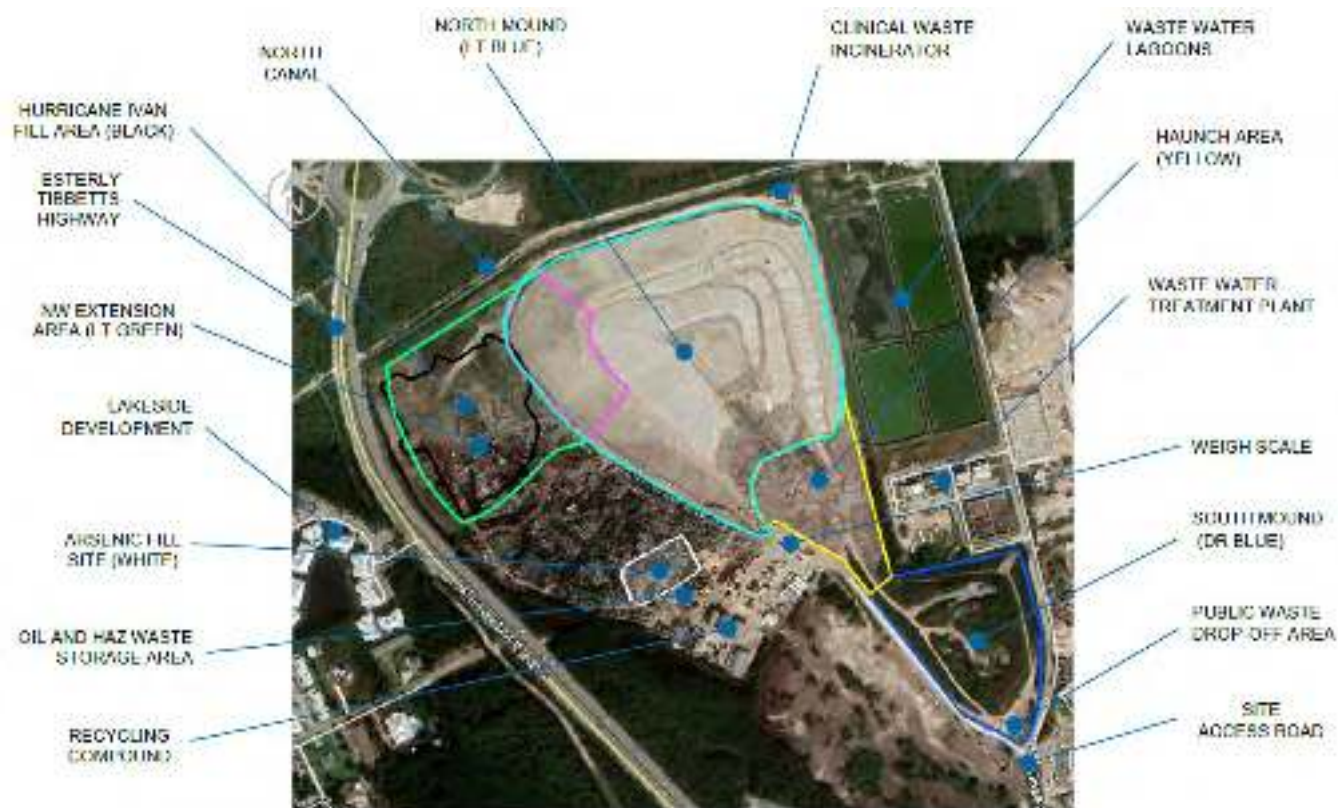 NORTH MOUND
(LT BLUE)
CLINICAL WASTE
INCINERATOR
WASTE WATER
LAGOONS
NORTH
CANAL
HURRICANE IVAN
FILL AREA (BLACK)
HAUNCH AREA
(YELLOW)
ESTERLY
TIBBETTS
HIGHWAY
WASTE WATER
TREATMENT PLANT
NW EXTENSION
AREA (LT GREEN)
LAKESIDE
DEVELOPMENT
WEIGH SCALE
ARSENIC FILL
SITE (WHITE)
SOUTH MOUND
(DR BLUE)
PUBLIC WASTE
DROP-OFF AREA
OIL AND HAZ WASTE
STORAGE AREA
SITE
ACCESS ROAD
RECYCLING
COMPOUND